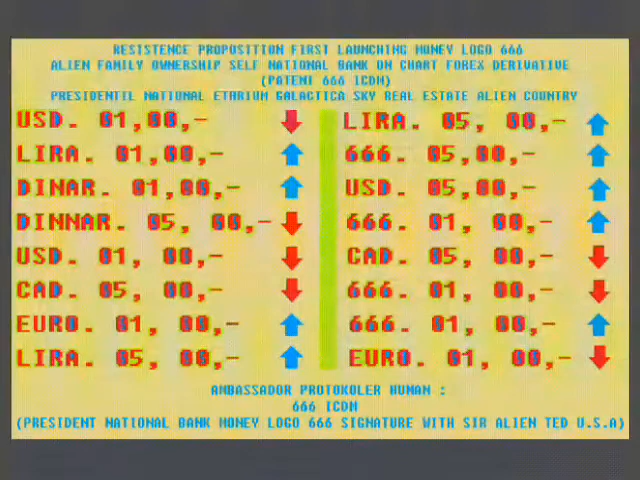 RESISTENCE PROPOSITION FIRST LAUNCHING MONEY LOGO 666
ALIEN FAMILY OWNERSHIP SELF NATIONAL BANK ON CHART FOREX DERIVATIVE
(PATENT 666 ICDM)
PRESIDENTIL NATIONAL ETHRIUM GALACTICA SKY REAL ESTATE ALIEN COUNTRY
USD. 01,00,-
LIRA. 01,00,-
DINAR. 01,00,-
DINNAR. 05, 00,-
USD. 01, 00,-
CAD. 05, 00,-
EURO. 01, 00,-
LIRA. 05, 00,-
LIRA. 05, 00,-
666. 05,00,-
USD. 05,00,-
666. 01, 00,-
CAD. 05, 00,-
666. 01, 00,-
666. 01, 00,-
EURO. 01, 00,-
AMBASSADOR PROTOKOLER HUMAN :
666 ICDM
(PRESIDENT NATIONAL BANK MONEY LOGO 666 SIGNATURE WITH SIR ALIEN TED U.S.A)